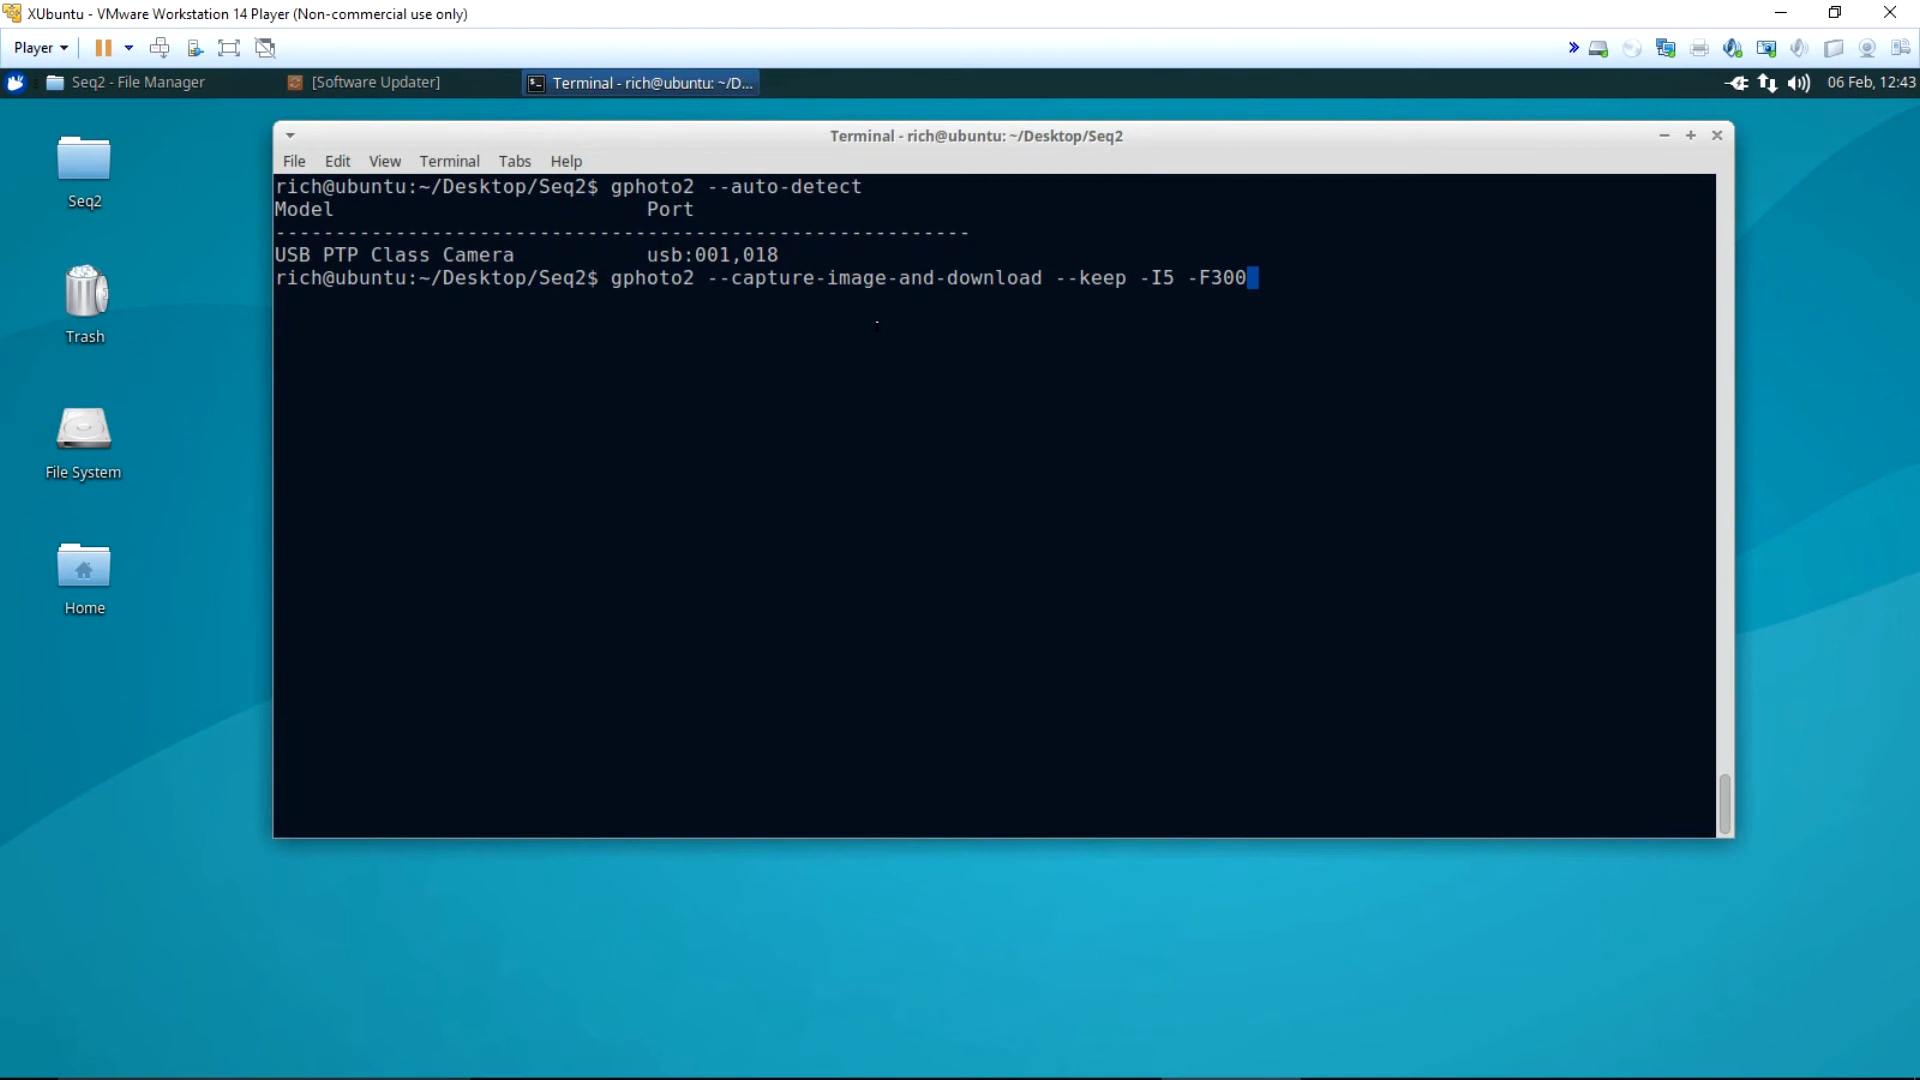 XUbuntu - VMware Workstation 14 Player (Non-commercial use only)
Player
Seq2 - File Manager
[Software Updater]
Terminal - rich@ubuntu: ~/D...
06 Feb, 12:43
Terminal - rich@ubuntu: ~/Desktop/Seq2
File Edit View Terminal Tabs Help
rich@ubuntu:~/Desktop/Seq2$ gphoto2 --auto-detect
Model Port
----------------------------------------------------------
USB PTP Class Camera usb:001,018
rich@ubuntu:~/Desktop/Seq2$ gphoto2 --capture-image-and-download --keep -I5 -F300
Seq2
Trash
File System
Home